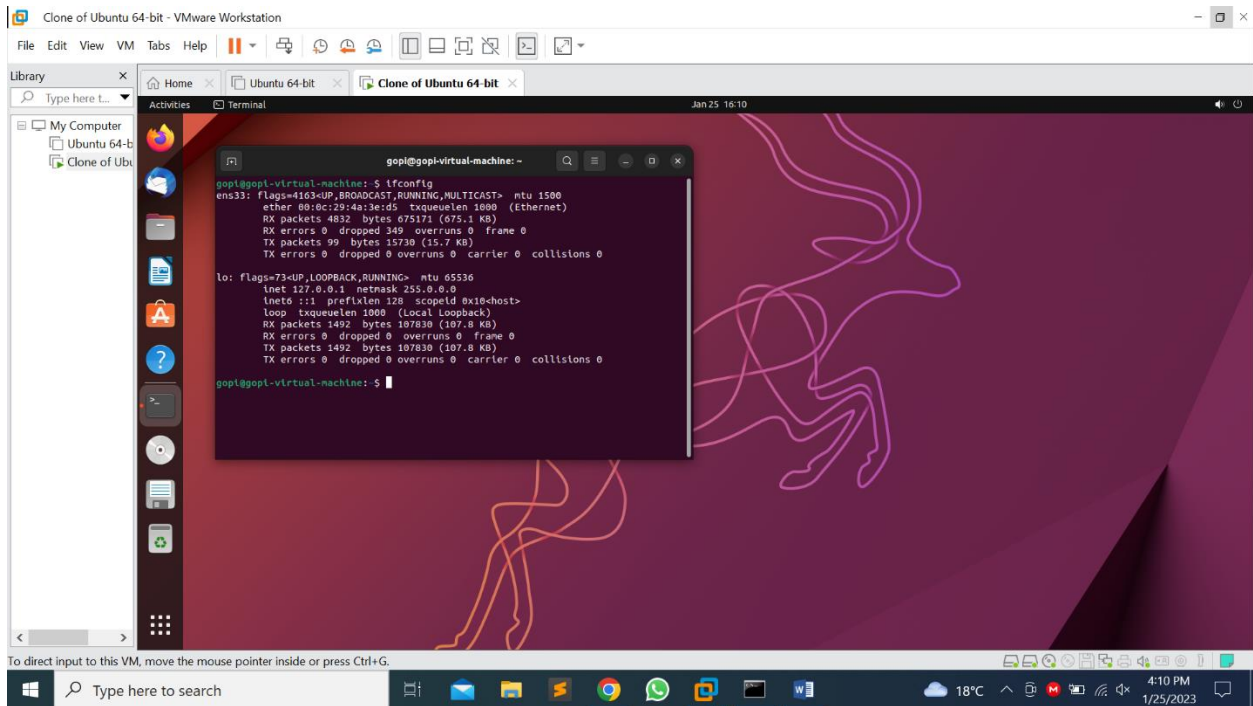 Clone of Ubuntu 64-bit - VMware Workstation
File Edit View VM Tabs Help
Library
Type here t...
Home
Ubuntu 64-bit
Clone of Ubuntu 64-bit
My Computer
Ubuntu 64-b
Clone of Ubu
Activities
Terminal
Jan 25 16:10
gopi@gopi-virtual-machine: ~
gopi@gopi-virtual-machine:~$ ifconfig
ens33: flags=4163<UP,BROADCAST,RUNNING,MULTICAST> mtu 1500
ether 00:0c:29:4a:3e:d5 txqueuelen 1000 (Ethernet)
RX packets 4832 bytes 675171 (675.1 KB)
RX errors 0 dropped 349 overruns 0 frame 0
TX packets 99 bytes 15730 (15.7 KB)
TX errors 0 dropped 0 overruns 0 carrier 0 collisions 0
lo: flags=73<UP,LOOPBACK,RUNNING> mtu 65536
inet 127.0.0.1 netmask 255.0.0.0
inet6 ::1 prefixlen 128 scopeid 0x10<host>
loop txqueuelen 1000 (Local Loopback)
RX packets 1492 bytes 107830 (107.8 KB)
RX errors 0 dropped 0 overruns 0 frame 0
TX packets 1492 bytes 107830 (107.8 KB)
TX errors 0 dropped 0 overruns 0 carrier 0 collisions 0
gopi@gopi-virtual-machine:~$
To direct input to this VM, move the mouse pointer inside or press Ctrl+G.
Type here to search
18°C
4:10 PM
1/25/2023